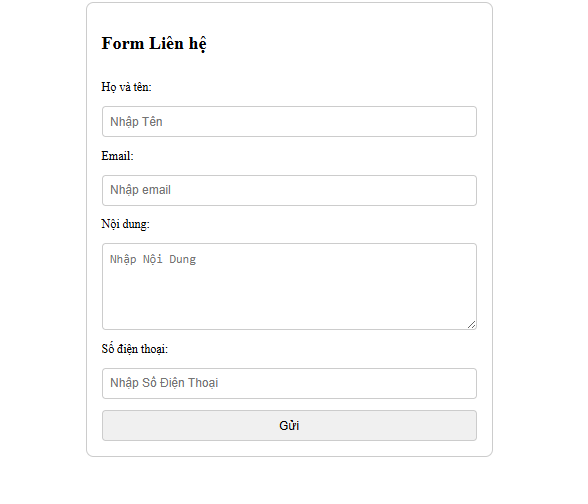 Form Liên hệ
Họ và tên:
Nhập Tên
Email:
Nhập email
Nội dung:
Nhập Nội Dung
Số điện thoại:
Nhập Số Điện Thoại
Gửi